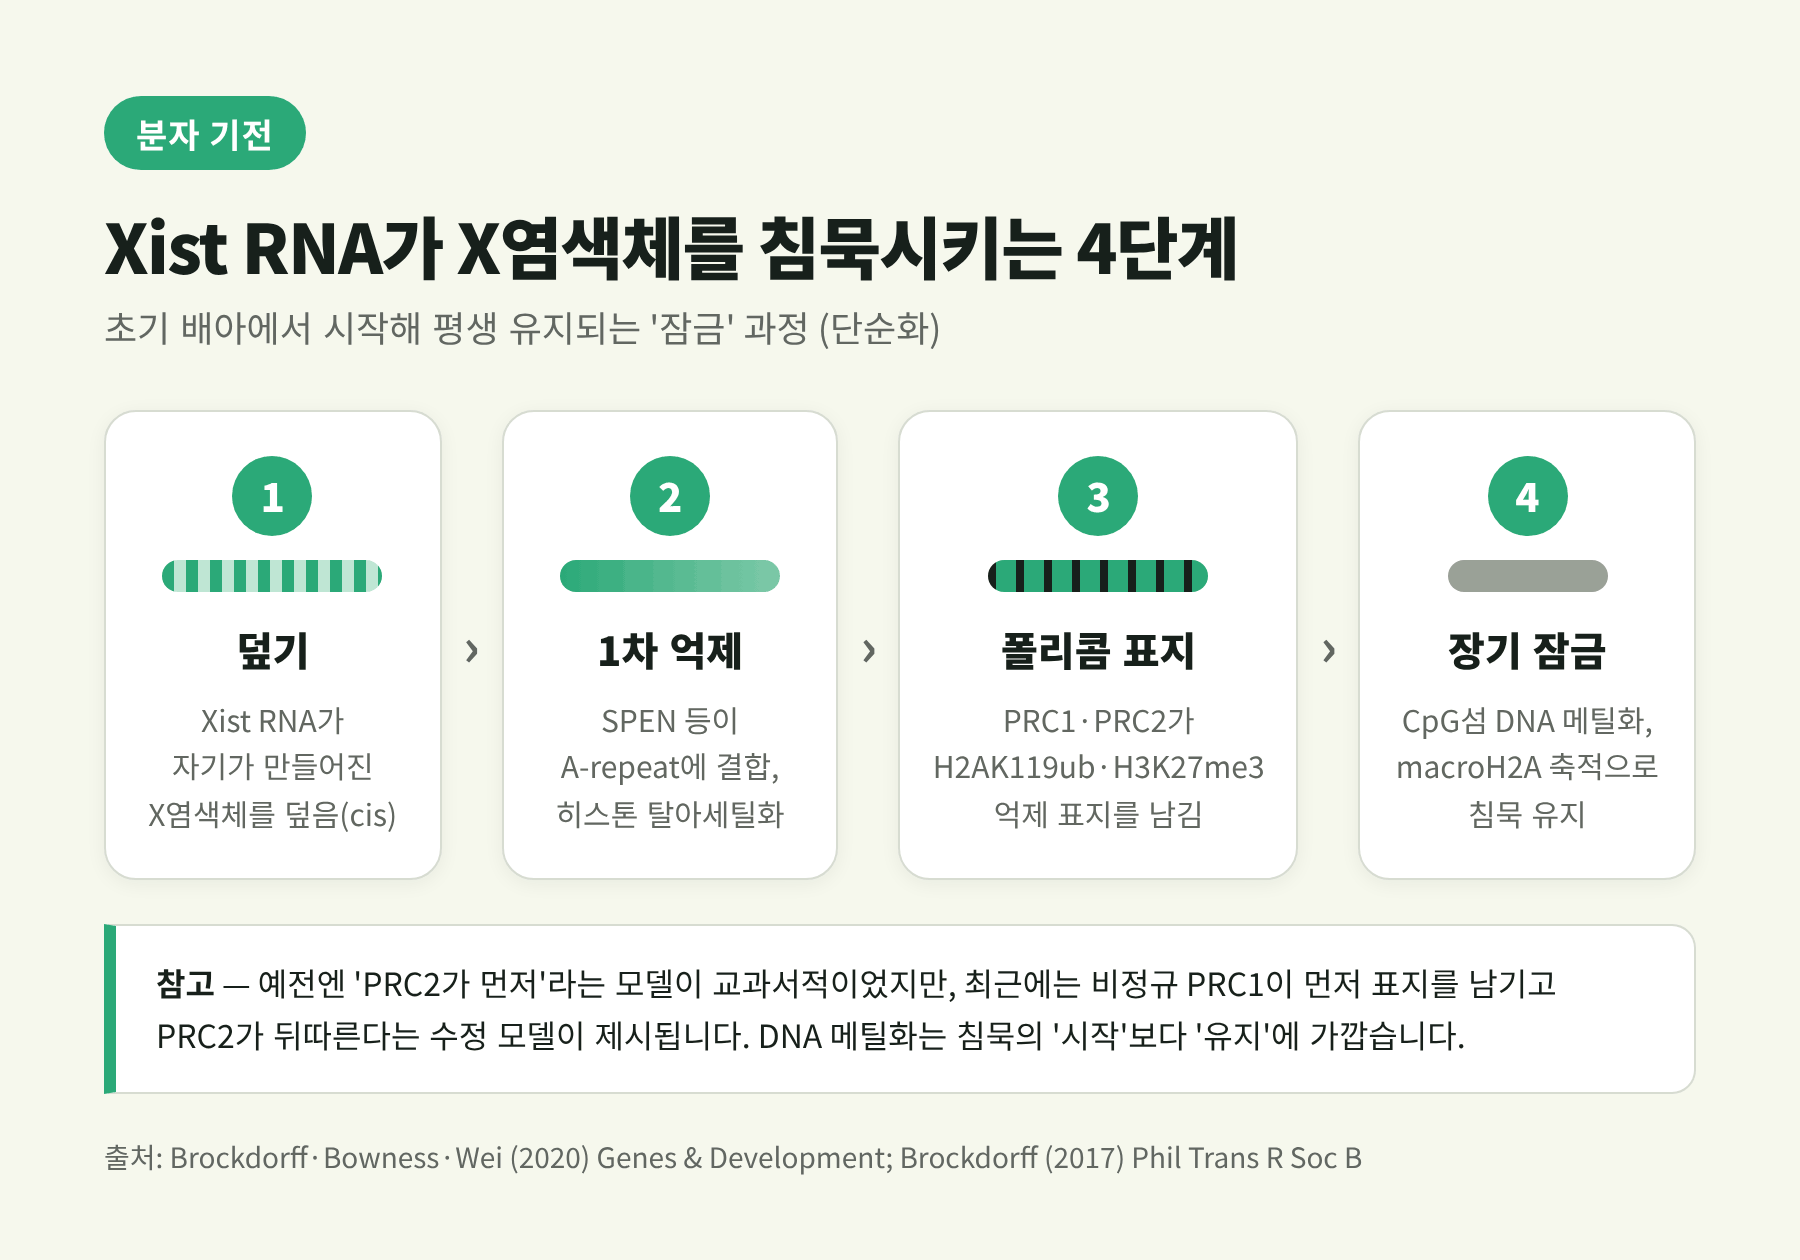 분자 기전
Xist RNA가 X염색체를 침묵시키는 4단계
초기 배아에서 시작해 평생 유지되는 '잠금' 과정 (단순화)
1
덮기
Xist RNA가
자기가 만들어진
X염색체를 덮음(cis)
›
2
1차 억제
SPEN 등이
A-repeat에 결합,
히스톤 탈아세틸화
›
3
폴리콤 표지
PRC1·PRC2가
H2AK119ub·H3K27me3
억제 표지를 남김
›
4
장기 잠금
CpG섬 DNA 메틸화,
macroH2A 축적으로
침묵 유지
참고 — 예전엔 'PRC2가 먼저'라는 모델이 교과서적이었지만, 최근에는 비정규 PRC1이 먼저 표지를 남기고
PRC2가 뒤따른다는 수정 모델이 제시됩니다. DNA 메틸화는 침묵의 '시작'보다 '유지'에 가깝습니다.
출처: Brockdorff·Bowness·Wei (2020) Genes & Development; Brockdorff (2017) Phil Trans R Soc B